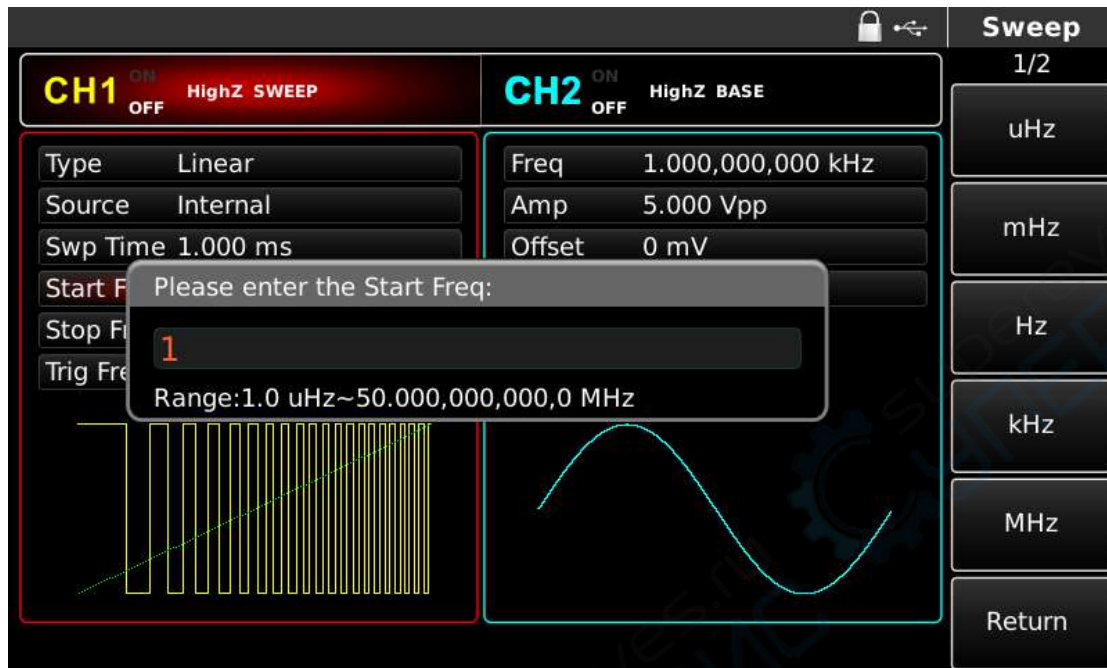 Sweep
1/2
CH1 ON OFF HighZ SWEEP
CH2 ON OFF HighZ BASE
Type Linear
Source Internal
Swp Time 1.000 ms
Start F
Stop Fr
Trig Fre
Freq 1.000,000,000 kHz
Amp 5.000 Vpp
Offset 0 mV
Please enter the Start Freq:
1
Range:1.0 uHz~50.000,000,000,0 MHz
uHz
mHz
Hz
kHz
MHz
Return